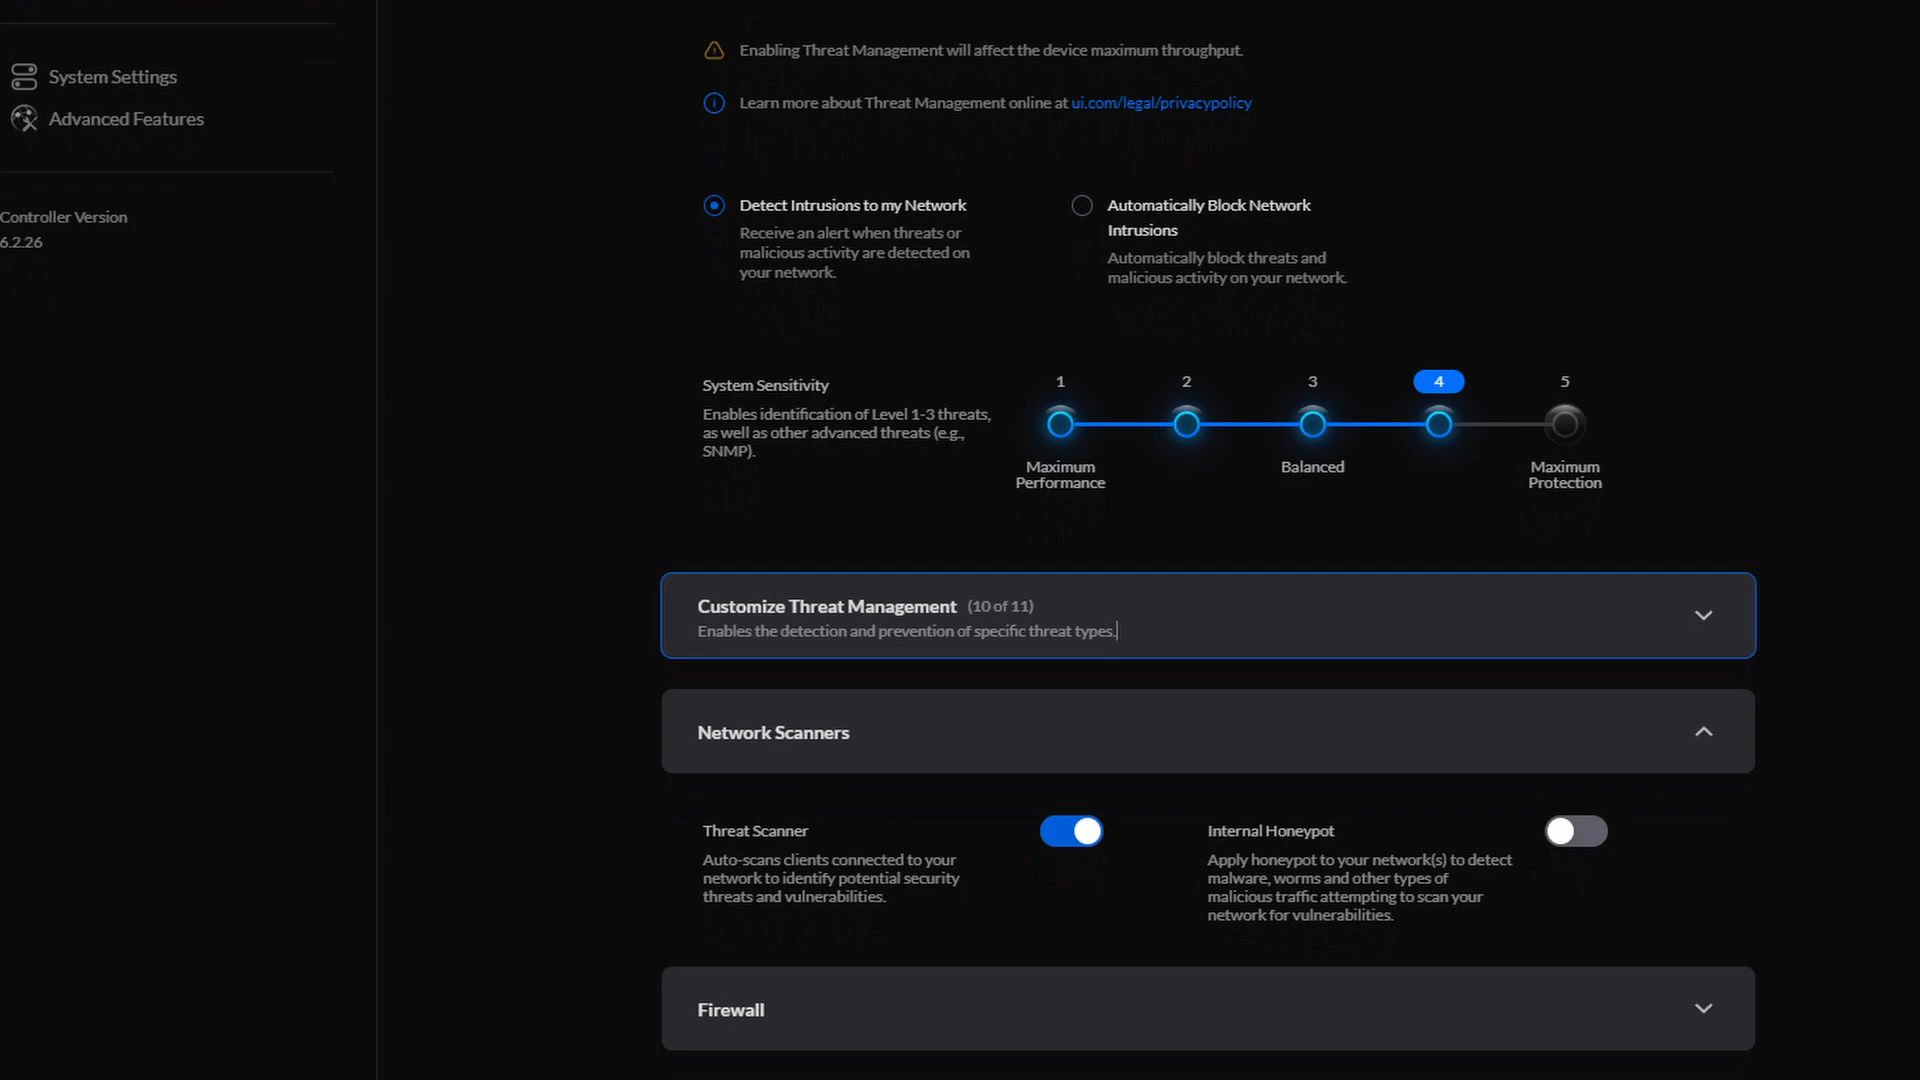 Enabling Threat Management will affect the device maximum throughput.
System Settings
Learn more about Threat Management online at ui.com/legal/privacypolicy
Advanced Features
Controller Version
6.2.26
Detect Intrusions to my Network
Receive an alert when threats or
malicious activity are detected on
your network.
Automatically Block Network
Intrusions
Automatically block threats and
malicious activity on your network.
System Sensitivity
Enables identification of Level 1-3 threats,
as well as other advanced threats (e.g.,
SNMP).
1 2 3 4 5
Maximum
Performance
Balanced
Maximum
Protection
Customize Threat Management (10 of 11)
Enables the detection and prevention of specific threat types.
Network Scanners
Threat Scanner
Auto-scans clients connected to your
network to identify potential security
threats and vulnerabilities.
Internal Honeypot
Apply honeypot to your network(s) to detect
malware, worms and other types of
malicious traffic attempting to scan your
network for vulnerabilities.
Firewall